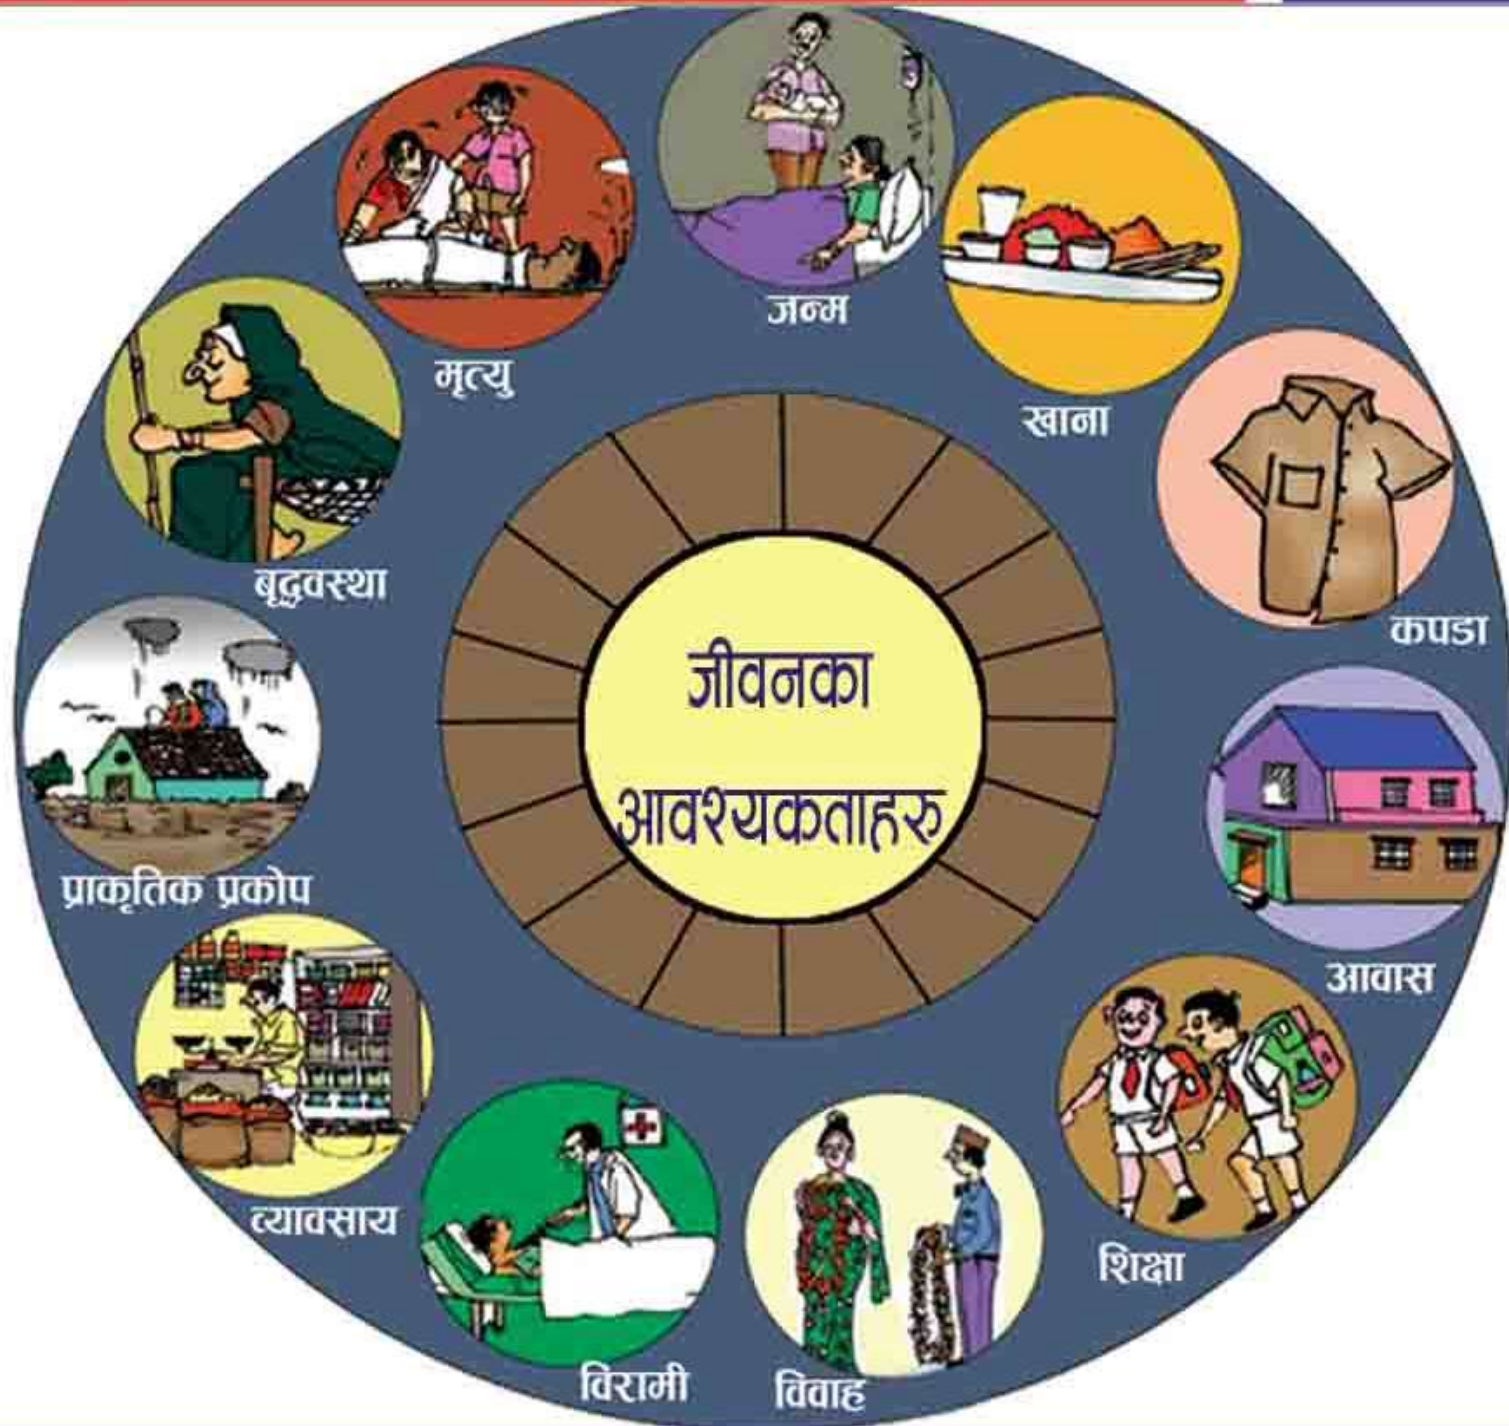 जीवनका
आवश्यकताहरु
जन्म
खाना
कपडा
आवास
शिक्षा
विवाह
विरामी
व्यावसाय
प्राकृतिक प्रकोप
बृद्धवस्था
मृत्यु